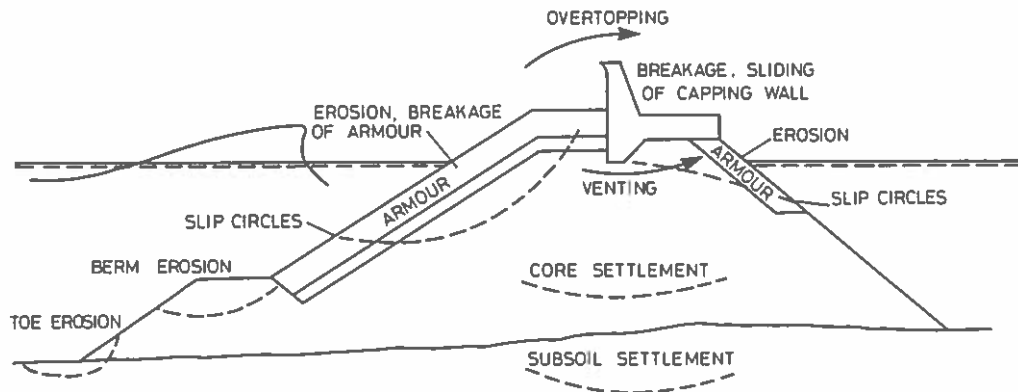 OVERTOPPING
BREAKAGE, SLIDING
OF CAPPING WALL
EROSION, BREAKAGE
OF ARMOUR
EROSION
ARMOUR
VENTING
ARMOUR
SLIP CIRCLES
SLIP CIRCLES
BERM EROSION
CORE SETTLEMENT
TOE EROSION
SUBSOIL SETTLEMENT